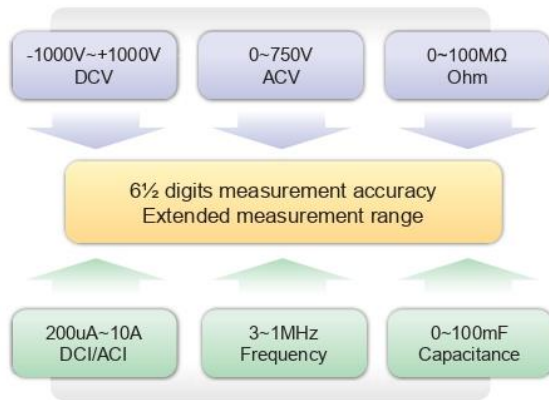 -1000V~+1000V
DCV
0~750V
ACV
0~100MΩ
Ohm
6½ digits measurement accuracy
Extended measurement range
200uA~10A
DCI/ACI
3~1MHz
Frequency
0~100mF
Capacitance